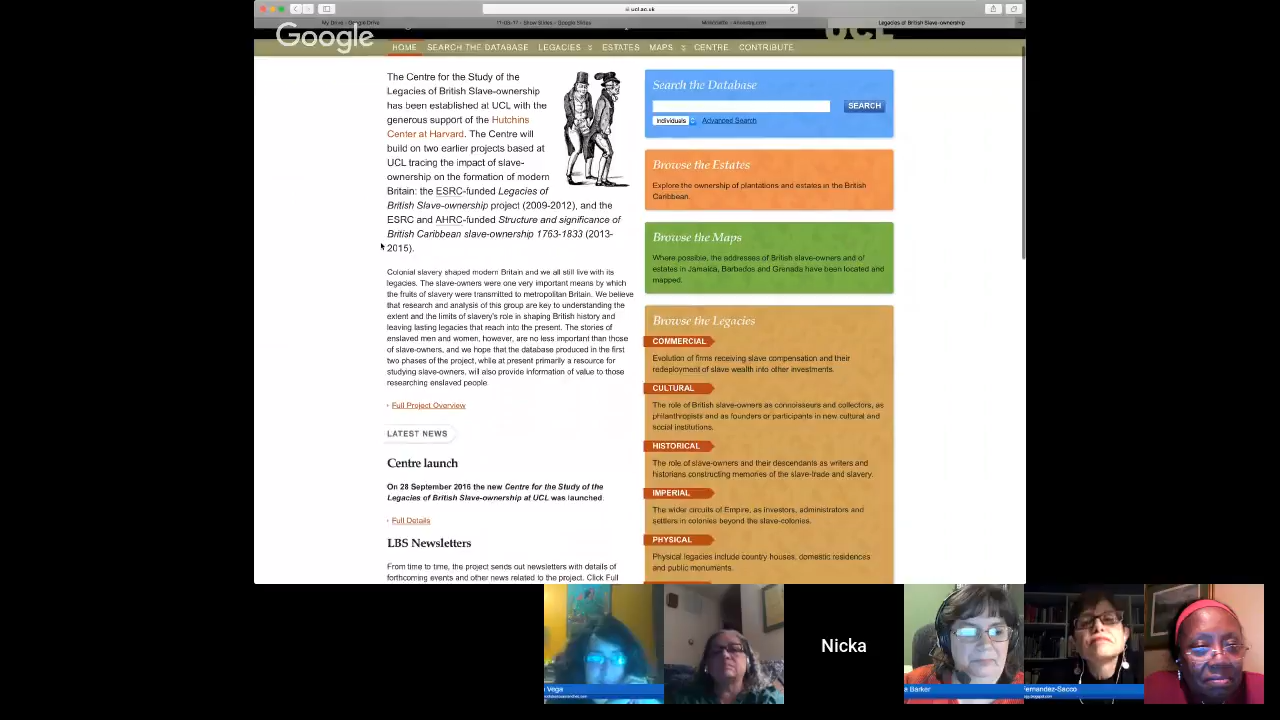 ucl.ac.uk
My Drive - Google Drive
Legacies of British Slave-ownership
Google
UCL
HOME SEARCH THE DATABASE LEGACIES ESTATES MAPS CENTRE CONTRIBUTE
The Centre for the Study of the
Legacies of British Slave-ownership
has been established at UCL with the
generous support of the Hutchins
Center at Harvard. The Centre will
build on two earlier projects based at
UCL tracing the impact of slave-
ownership on the formation of modern
Britain: the ESRC-funded Legacies of
British Slave-ownership project (2009-2012), and the
ESRC and AHRC-funded Structure and significance of
British Caribbean slave-ownership 1763-1833 (2013-
2015).
Colonial slavery shaped modern Britain and we all still live with its
legacies. The slave-owners were one very important means by which
the fruits of slavery were transmitted to metropolitan Britain. We believe
that research and analysis of this group are key to understanding the
extent and the limits of slavery's role in shaping British history and
leaving lasting legacies that reach into the present. The stories of
enslaved men and women, however, are no less important than those
of slave-owners, and we hope that the database produced in the first
two phases of the project, while at present primarily a resource for
studying slave-owners, will also provide information of value to those
researching enslaved people.
Full Project Overview
LATEST NEWS
Centre launch
On 28 September 2016 the new Centre for the Study of the
Legacies of British Slave-ownership at UCL was launched.
Full Details
LBS Newsletters
From time to time, the project sends out newsletters with details of
forthcoming events and other news related to the project. Click Full
Search the Database
SEARCH
Individuals Advanced Search
Browse the Estates
Explore the ownership of plantations and estates in the British
Caribbean.
Browse the Maps
Where possible, the addresses of British slave-owners and of
estates in Jamaica, Barbados and Grenada have been located and
mapped.
Browse the Legacies
COMMERCIAL
Evolution of firms receiving slave compensation and their
redeployment of slave wealth into other investments.
CULTURAL
The role of British slave-owners as connoisseurs and collectors, as
philanthropists and as founders or participants in new cultural and
social institutions.
HISTORICAL
The role of slave-owners and their descendants as writers and
historians constructing memories of the slave-trade and slavery.
IMPERIAL
The wider circuits of Empire, as investors, administrators and
settlers in colonies beyond the slave-colonies.
PHYSICAL
Physical legacies include country houses, domestic residences
and public monuments.
Nicka
Vega
Barker
Fernandez-Sacco